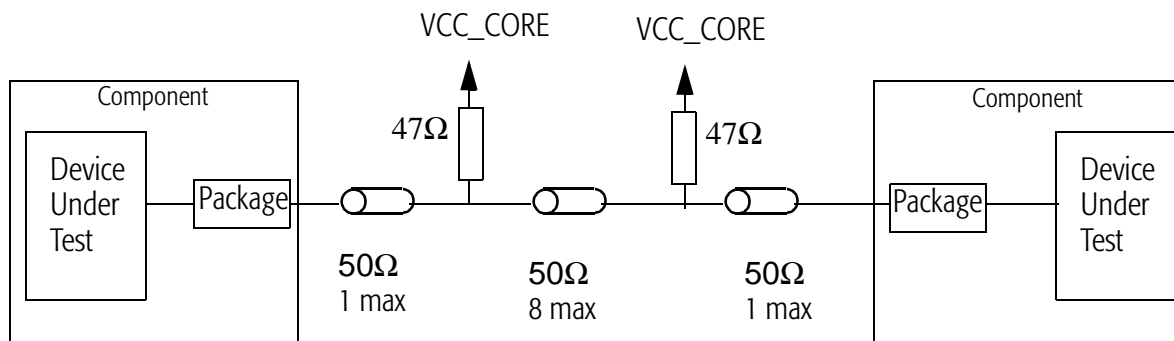 VCC_CORE
VCC_CORE
Component
Component
47Ω
47Ω
Device
Under
Test
Package
Package
Device
Under
Test
50Ω
1 max
50Ω
8 max
50Ω
1 max